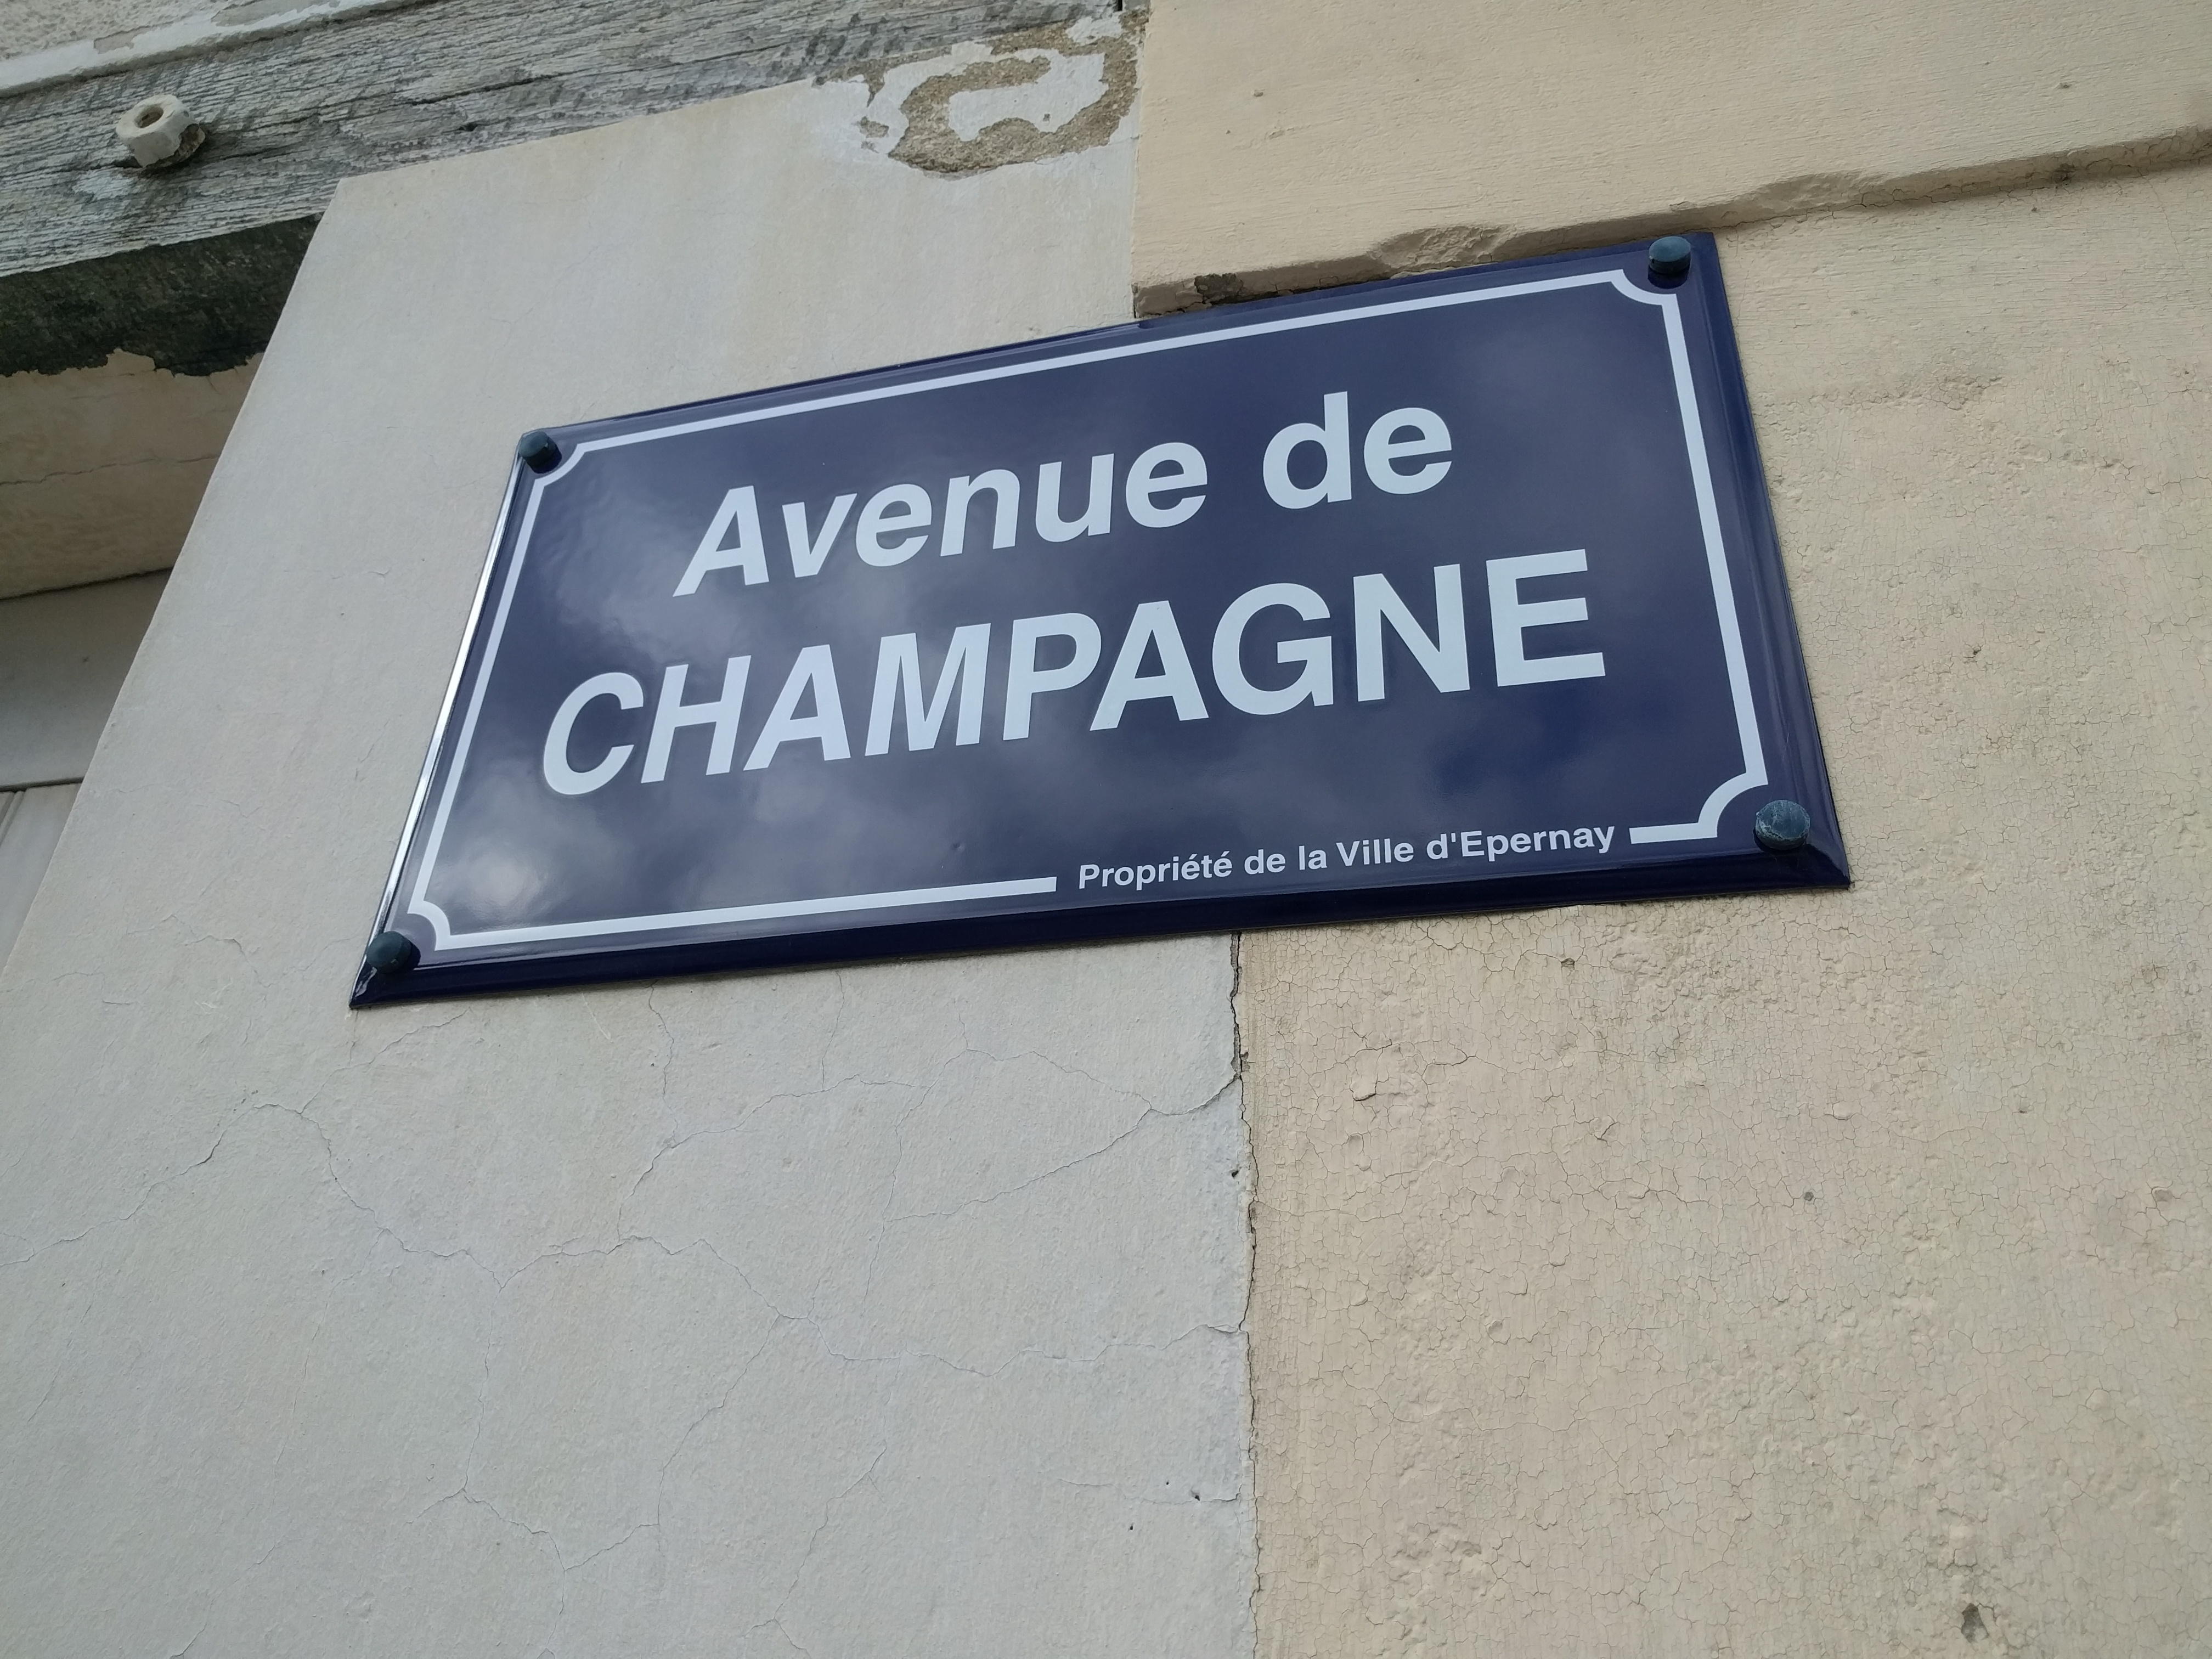 Avenue de
CHAMPAGNE
Propriété de la Ville d'Epernay